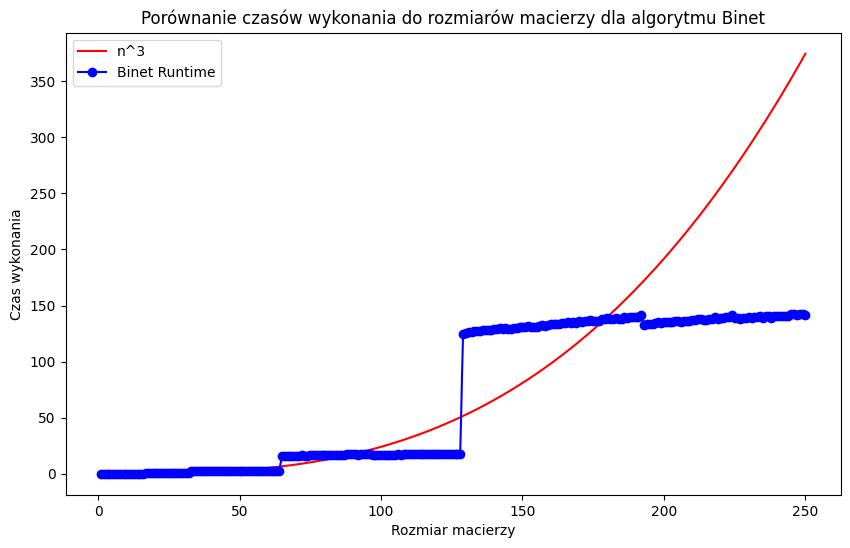 Porównanie czasów wykonania do rozmiarów macierzy dla algorytmu Binet
n^3
Binet Runtime
350
300
250
200
150
100
50
0
Czas wykonania
0 50 100 150 200 250
Rozmiar macierzy